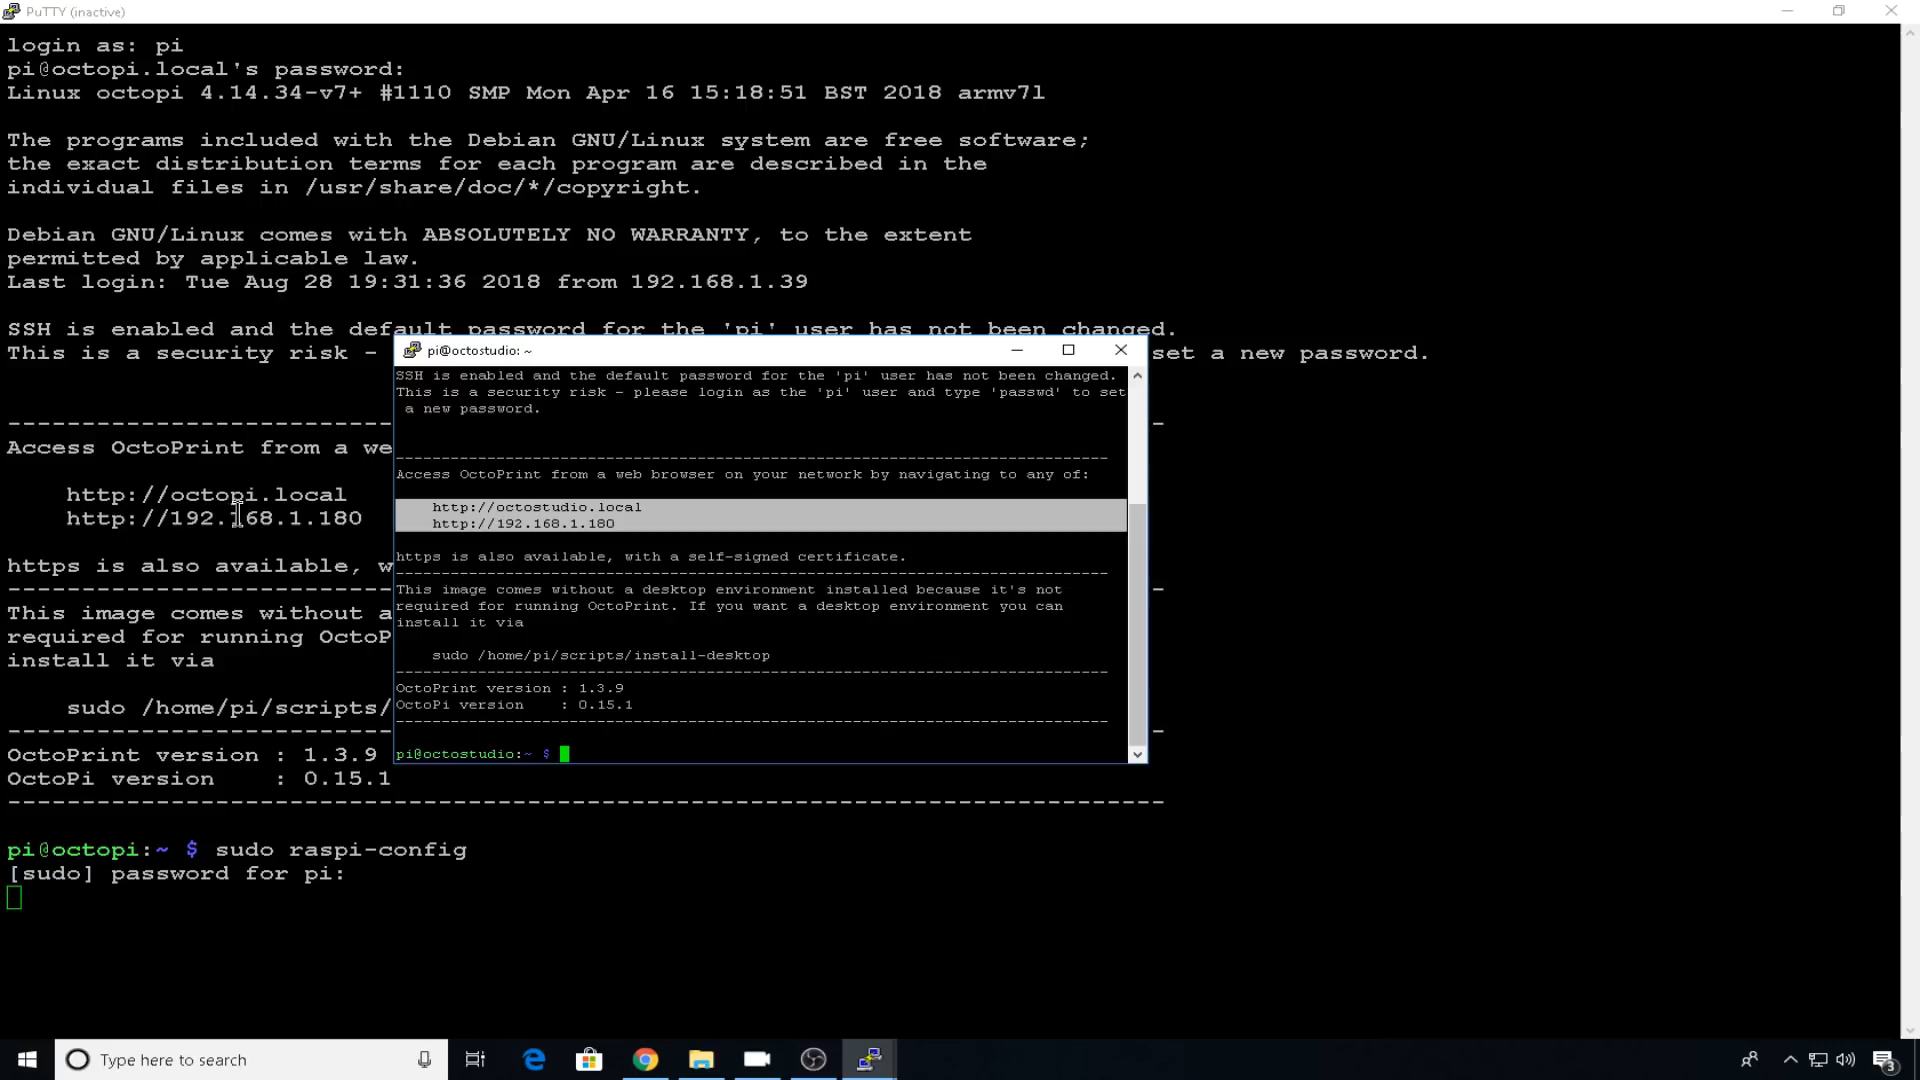 PuTTY (inactive)
login as: pi
pi@octopi.local's password:
Linux octopi 4.14.34-v7+ #1110 SMP Mon Apr 16 15:18:51 BST 2018 armv7l
The programs included with the Debian GNU/Linux system are free software;
the exact distribution terms for each program are described in the
individual files in /usr/share/doc/*/copyright.
Debian GNU/Linux comes with ABSOLUTELY NO WARRANTY, to the extent
permitted by applicable law.
Last login: Tue Aug 28 19:31:36 2018 from 192.168.1.39
SSH is enabled and the default password for the 'pi' user has not been changed.
This is a security risk - set a new password.
--------------------------
Access OctoPrint from a we
http://octopi.local
http://192.168.1.180
https is also available, w
--------------------------
This image comes without a
required for running OctoP
install it via
sudo /home/pi/scripts/
--------------------------
OctoPrint version : 1.3.9
OctoPi version    : 0.15.1
------------------------------------------------------------------------------
pi@octopi:~ $ sudo raspi-config
[sudo] password for pi:
pi@octostudio: ~
SSH is enabled and the default password for the 'pi' user has not been changed.
This is a security risk - please login as the 'pi' user and type 'passwd' to set
a new password.
------------------------------------------------------------------------------
Access OctoPrint from a web browser on your network by navigating to any of:
http://octostudio.local
http://192.168.1.180
https is also available, with a self-signed certificate.
------------------------------------------------------------------------------
This image comes without a desktop environment installed because it's not
required for running OctoPrint. If you want a desktop environment you can
install it via
sudo /home/pi/scripts/install-desktop
------------------------------------------------------------------------------
OctoPrint version : 1.3.9
OctoPi version    : 0.15.1
------------------------------------------------------------------------------
pi@octostudio:~ $
Type here to search
3